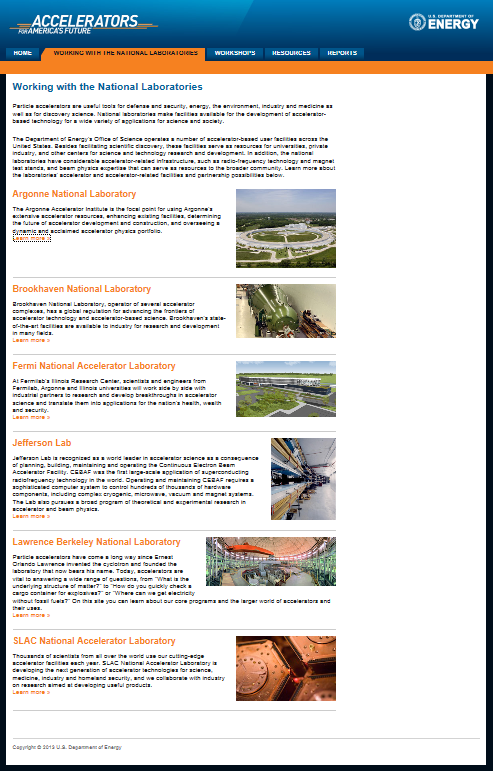 ACCELERATORS
FOR AMERICA'S FUTURE
U.S. DEPARTMENT OF
ENERGY
HOME
WORKING WITH THE NATIONAL LABORATORIES
WORKSHOPS
RESOURCES
REPORTS
Working with the National Laboratories
Particle accelerators are useful tools for defense and security, energy, the environment, industry and medicine as
well as for discovery science. National laboratories make facilities available for the development of accelerator-
based technology for a wide variety of applications for science and society.
The Department of Energy's Office of Science operates a number of accelerator-based user facilities across the
United States. Besides facilitating scientific discovery, these facilities serve as resources for universities, private
industry, and other centers for science and technology research and development. In addition, the national
laboratories have considerable accelerator-related infrastructure, such as radio-frequency technology and magnet
test stands, and beam physics expertise that can serve as resources to the broader community. Learn more about
the laboratories' accelerator and accelerator-related facilities and partnership possibilities below.
Argonne National Laboratory
The Argonne Accelerator Institute is the focal point for using Argonne's
extensive accelerator resources, enhancing existing facilities, determining
the future of accelerator development and construction, and overseeing a
dynamic and acclaimed accelerator physics portfolio.
Learn more »
Brookhaven National Laboratory
Brookhaven National Laboratory, operator of several accelerator
complexes, has a global reputation for advancing the frontiers of
accelerator technology and accelerator-based science. Brookhaven's state-
of-the-art facilities are available to industry for research and development
in many fields.
Learn more »
Fermi National Accelerator Laboratory
At Fermilab's Illinois Research Center, scientists and engineers from
Fermilab, Argonne and Illinois universities will work side by side with
industrial partners to research and develop breakthroughs in accelerator
science and translate them into applications for the nation's health, wealth
and security.
Learn more »
Jefferson Lab
Jefferson Lab is recognized as a world leader in accelerator science as a consequence
of planning, building, maintaining and operating the Continuous Electron Beam
Accelerator Facility. CEBAF was the first large-scale application of superconducting
radiofrequency technology in the world. Operating and maintaining CEBAF requires a
sophisticated computer system to control hundreds of thousands of hardware
components, including complex cryogenic, microwave, vacuum and magnet systems.
The Lab also pursues a broad program of theoretical and experimental research in
accelerator and beam physics.
Learn more »
Lawrence Berkeley National Laboratory
Particle accelerators have come a long way since Ernest
Orlando Lawrence invented the cyclotron and founded the
laboratory that now bears his name. Today, accelerators are
vital to answering a wide range of questions, from "What is the
underlying structure of matter?" to "How do you quickly check a
cargo container for explosives?" or "Where can we get electricity
without fossil fuels?" On this site you can learn about our core programs and the larger world of accelerators and
their uses.
Learn more »
SLAC National Accelerator Laboratory
Thousands of scientists from all over the world use our cutting-edge
accelerator facilities each year. SLAC National Accelerator Laboratory is
developing the next generation of accelerator technologies for science,
medicine, industry and homeland security, and we collaborate with industry
on research aimed at developing useful products.
Learn more »
Copyright © 2013 U.S. Department of Energy